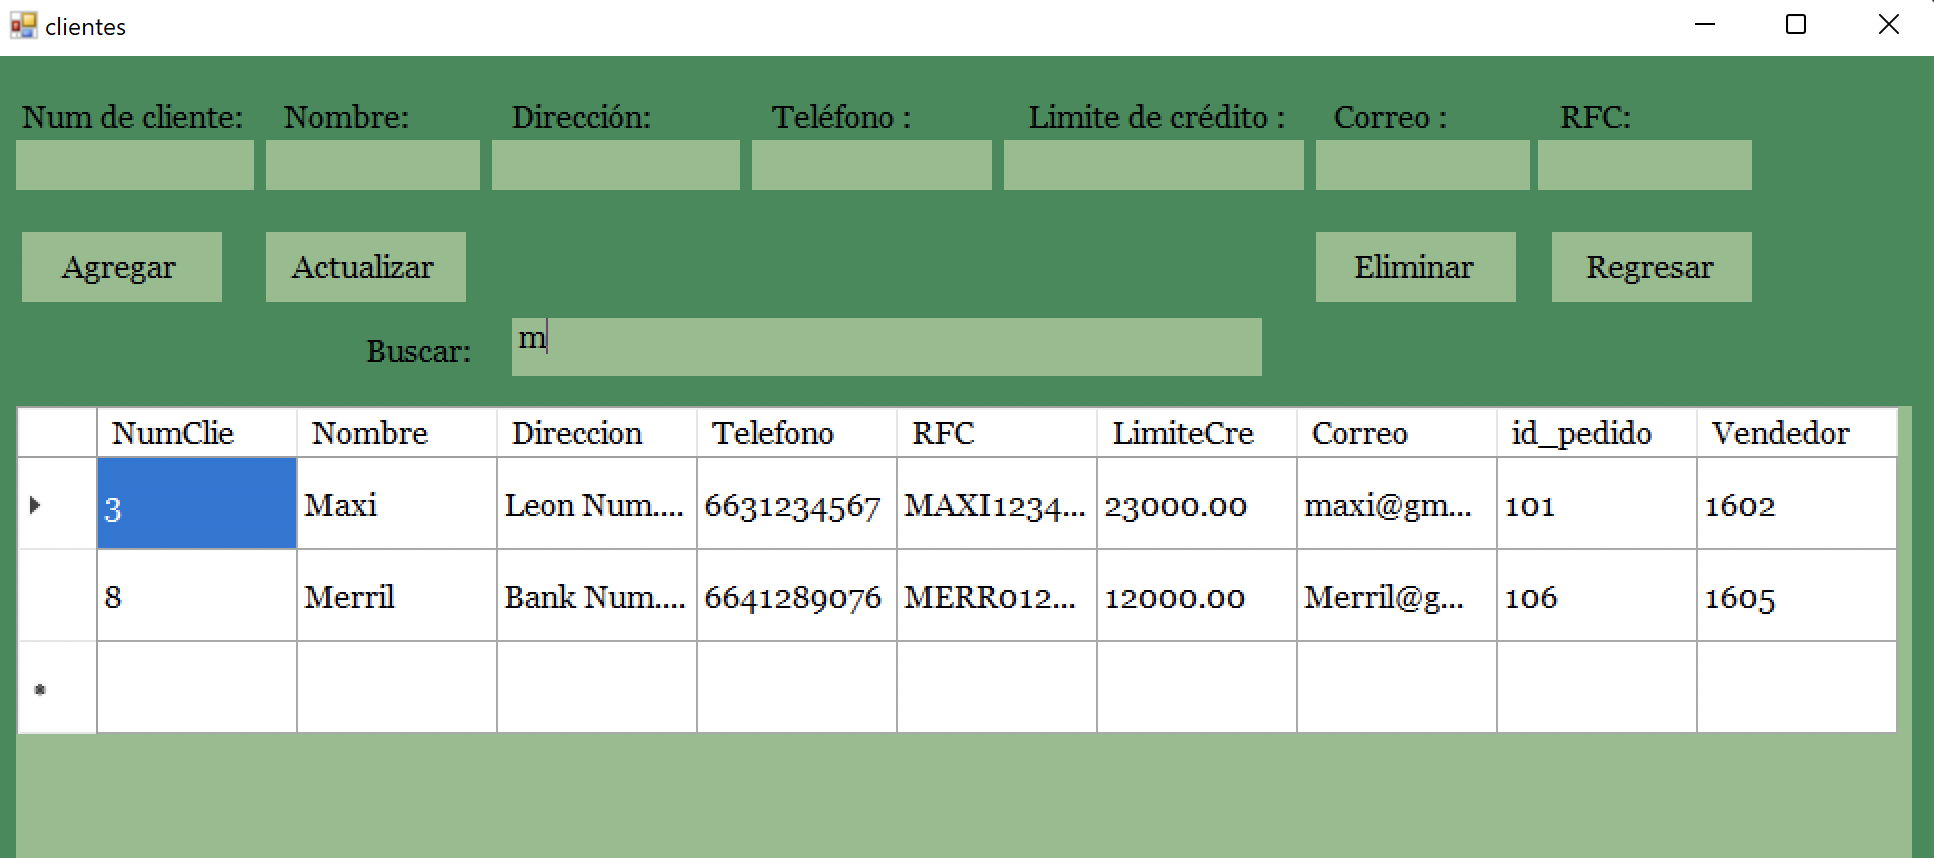 clientes
Num de cliente: Nombre: Dirección: Teléfono : Limite de crédito : Correo : RFC:
Agregar Actualizar Eliminar Regresar
Buscar: m
NumClie Nombre Direccion Telefono RFC LimiteCre Correo id_pedido Vendedor
3 Maxi Leon Num.... 6631234567 MAXI1234... 23000.00 maxi@gm... 101 1602
8 Merril Bank Num.... 6641289076 MERR012... 12000.00 Merril@g... 106 1605